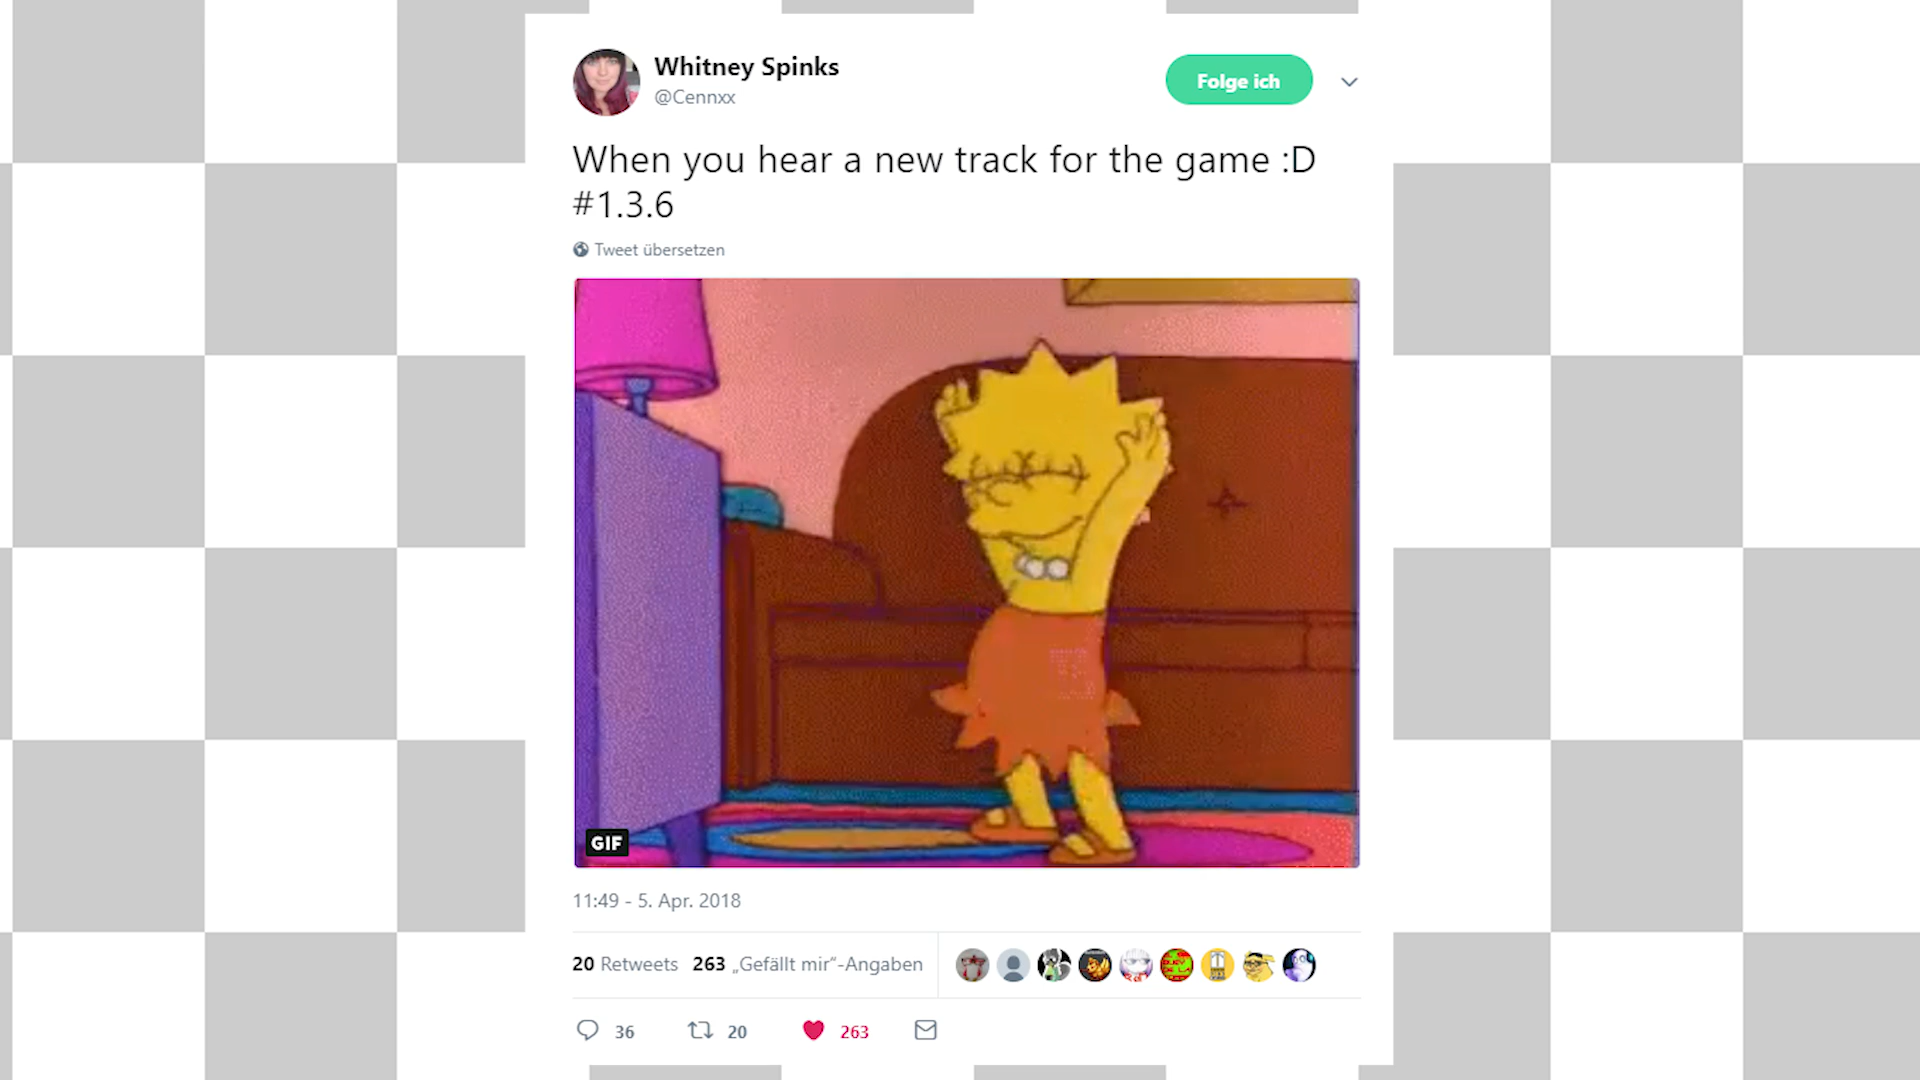 Whitney Spinks
@Cennxx
Folge ich
When you hear a new track for the game :D
#1.3.6
Tweet übersetzen
GIF
11:49 - 5. Apr. 2018
20 Retweets 263 „Gefällt mir“-Angaben
36 20 263